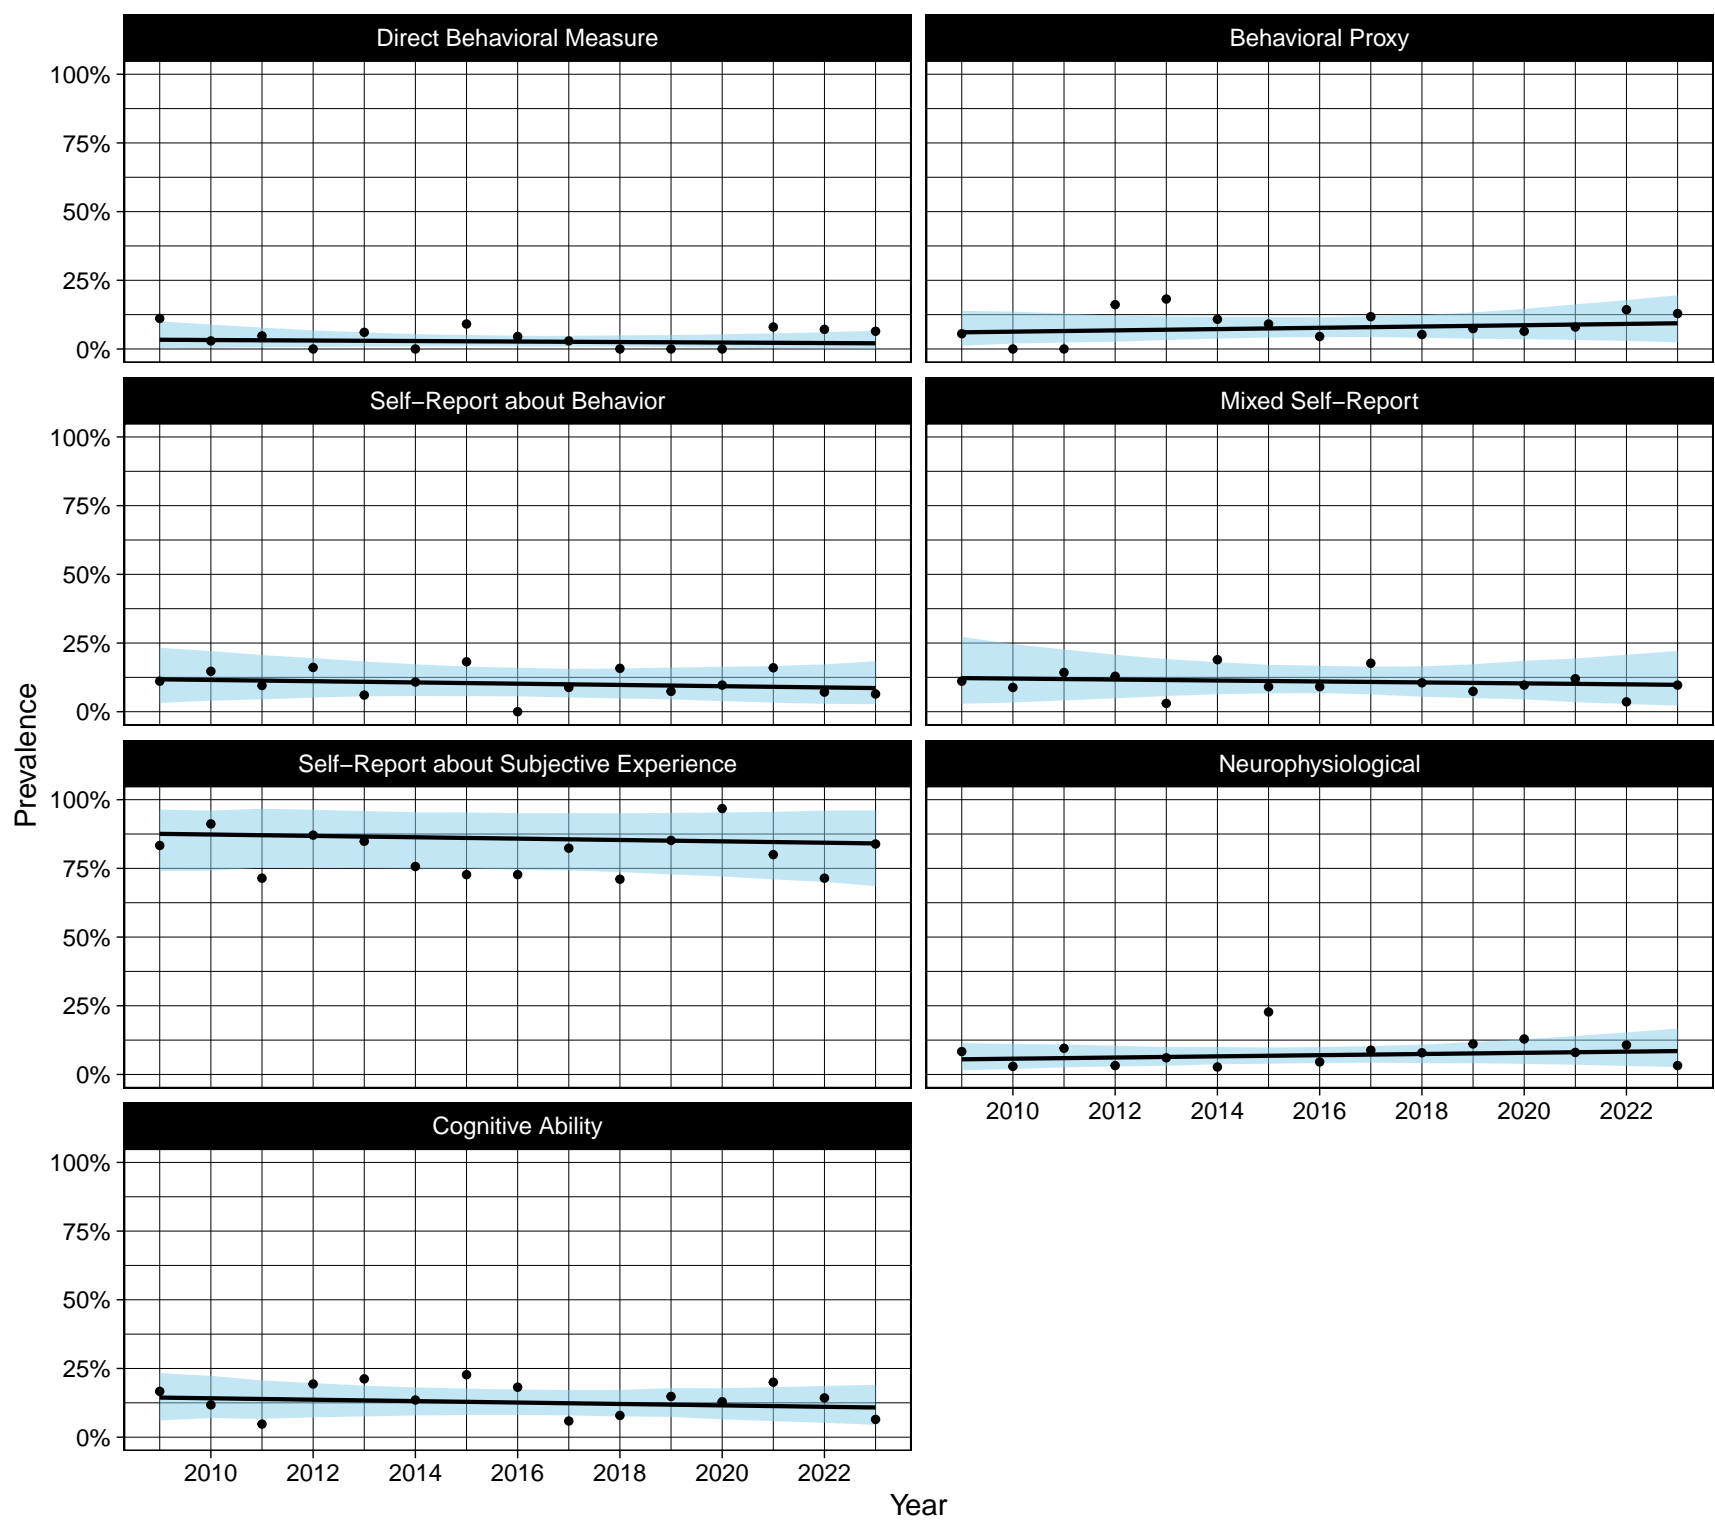 Direct Behavioral Measure
Behavioral Proxy
100%
75%
50%
25%
0%
Self−Report about Behavior
Mixed Self−Report
100%
75%
50%
25%
0%
Self−Report about Subjective Experience
Neurophysiological
100%
75%
50%
25%
0%
2010 2012 2014 2016 2018 2020 2022
Cognitive Ability
100%
75%
50%
25%
0%
2010 2012 2014 2016 2018 2020 2022
Year
Prevalence